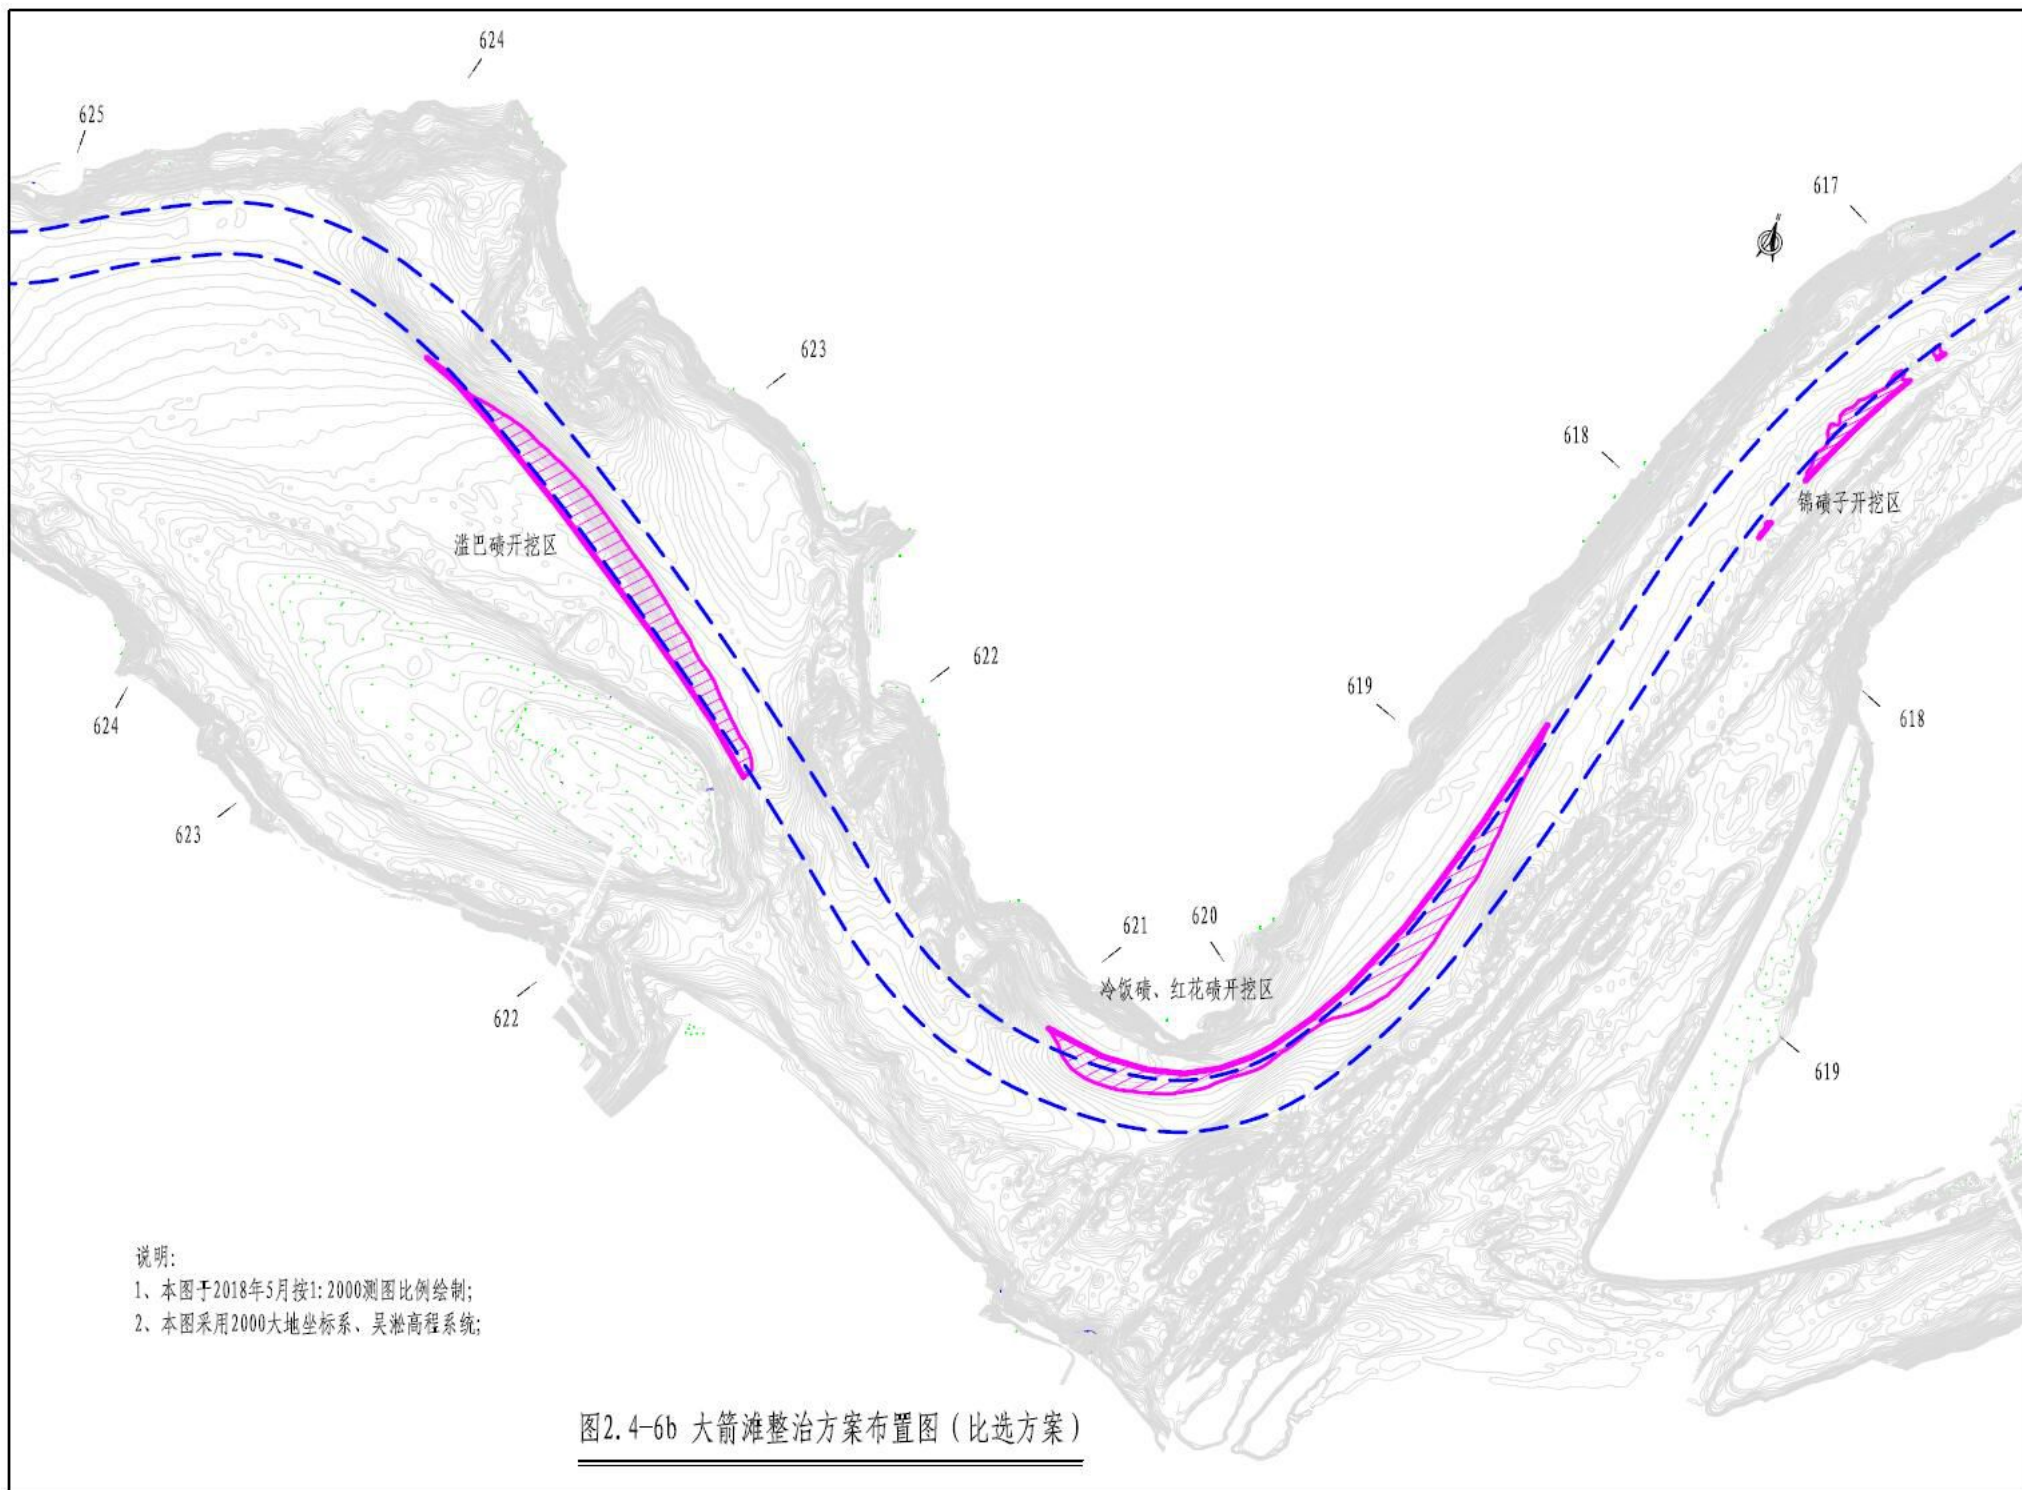 624
625
617
623
618
滥巴碛开挖区
锦碛子开挖区
622
619
618
624
623
621
620
冷饭碛、红花碛开挖区
622
619
说明:
1、本图于2018年5月按1:2000测图比例绘制;
2、本图采用2000大地坐标系、吴淞高程系统;
图2.4-6b 大箭滩整治方案布置图（比选方案）